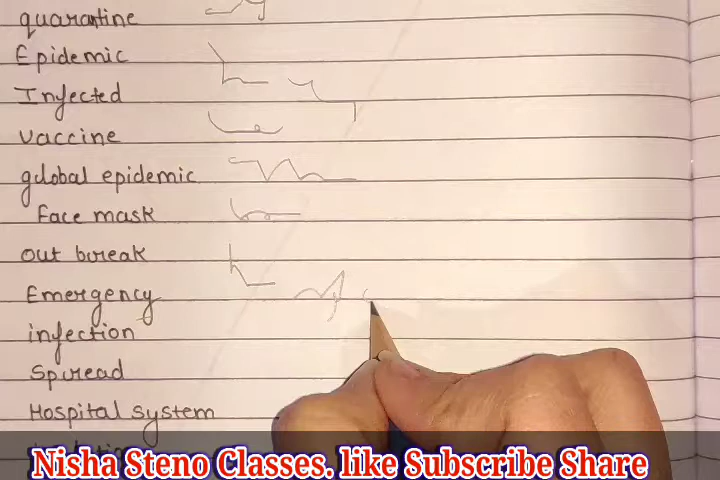 quarantine
Epidemic
Infected
vaccine
global epidemic
Face mask
out break
Emergency
infection
Spread
Hospital system
Nisha Steno Classes. like Subscribe Share